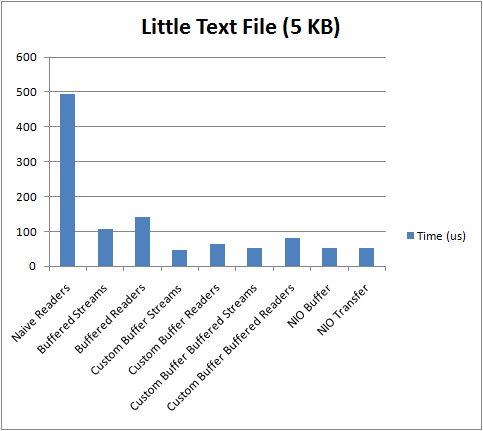 Little Text File (5 KB)
600
500
400
300
200
100
0
Time (us)
Naive Readers
Buffered Streams
Buffered Readers
Custom Buffer Streams
Custom Buffer Readers
Custom Buffer Buffered Streams
Custom Buffer Buffered Readers
NIO Buffer
NIO Transfer